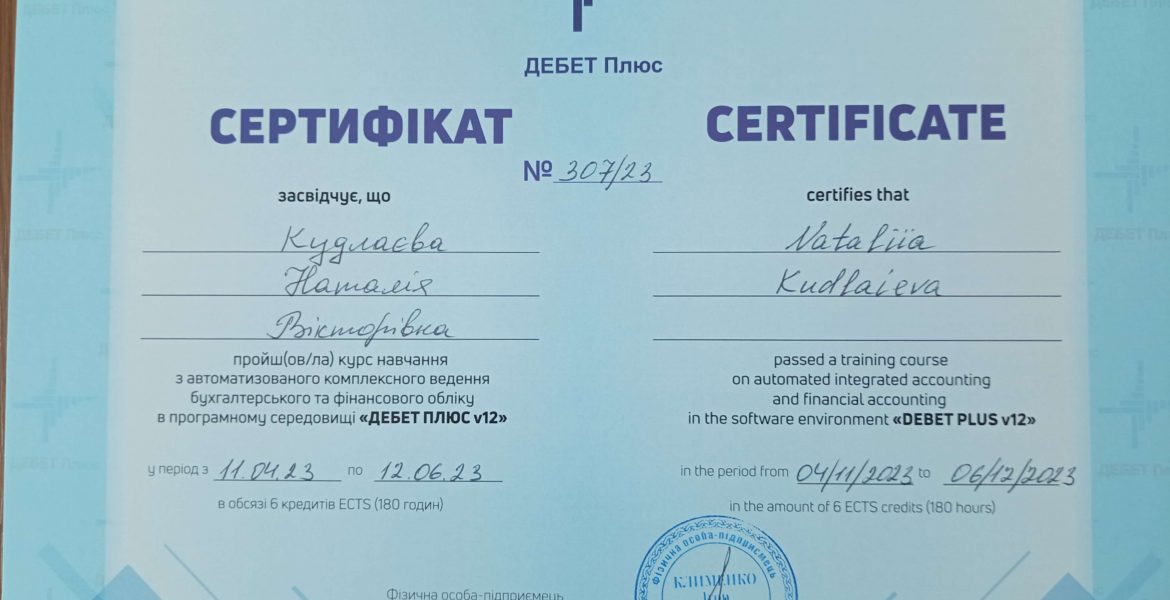 ДЕБЕТ Плюс
СЕРТИФІКАТ
CERTIFICATE
№ 307/23
засвідчує, що
Кудлаєва
Наталія
Вікторівна
пройш(ов/ла) курс навчання
з автоматизованого комплексного ведення
бухгалтерського та фінансового обліку
в програмному середовищі «ДЕБЕТ ПЛЮС v12»
у період з 11.04.23 по 12.06.23
в обсязі 6 кредитів ECTS (180 годин)
certifies that
Nataliia
Kudlaieva
passed a training course
on automated integrated accounting
and financial accounting
in the software environment «DEBET PLUS v12»
in the period from 04/11/2023 to 06/12/2023
in the amount of 6 ECTS credits (180 hours)
Фізична особа-підприємець
Фізична особа-підприємець
КЛИМЕНКО